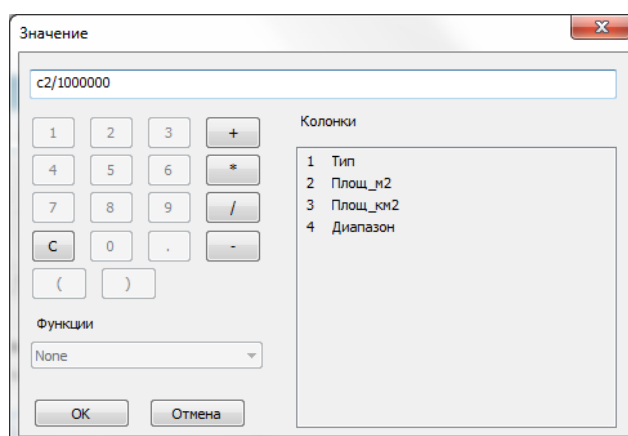 Значение
c2/1000000
1 2 3 +
4 5 6 *
7 8 9 /
C 0 . -
( )
Функции
None
OK Отмена
Колонки
1 Тип
2 Площ_м2
3 Площ_км2
4 Диапазон